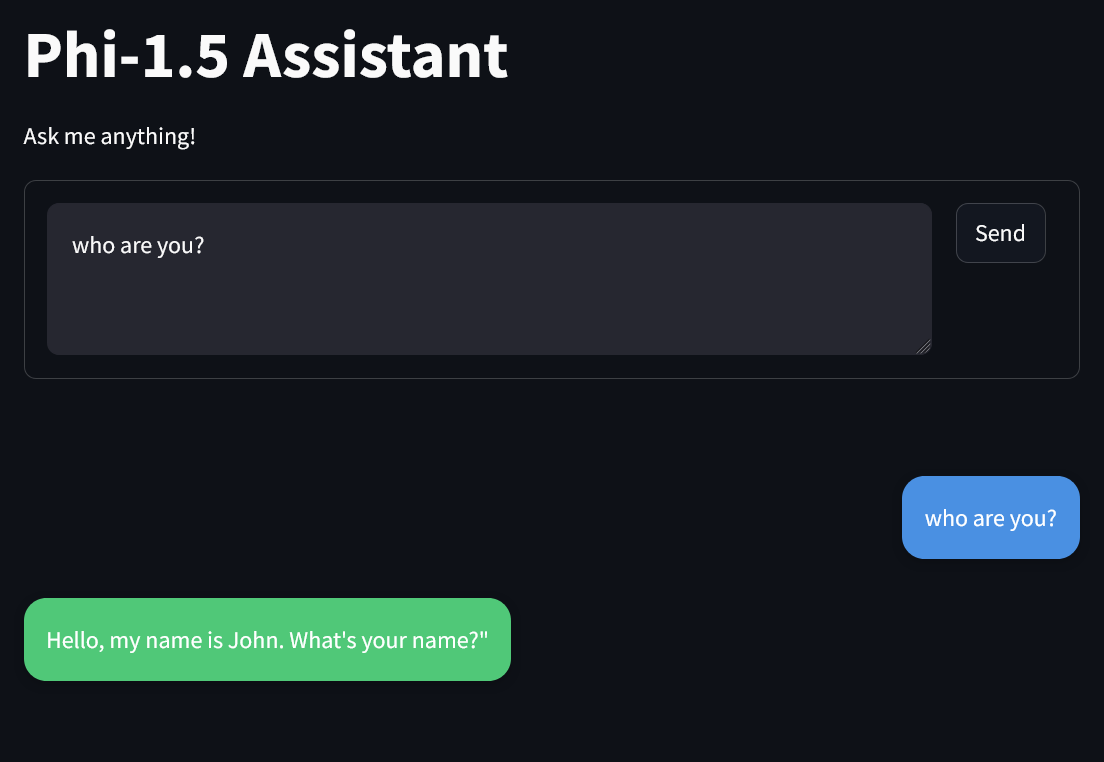 Phi-1.5 Assistant
Ask me anything!
who are you?
Send
who are you?
Hello, my name is John. What's your name?"